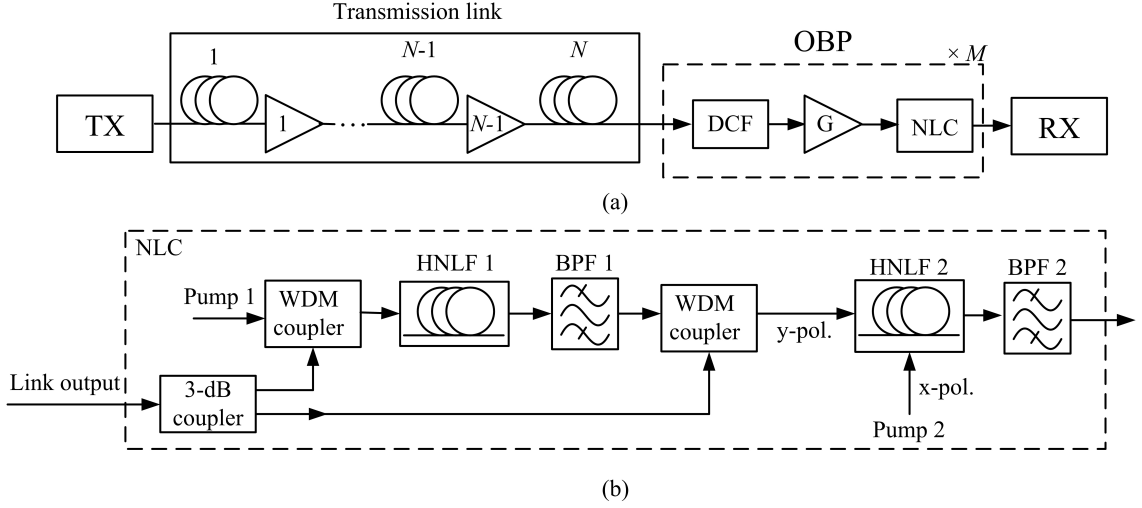 Transmission link
1
N-1
N
OBP
× M
TX
1
...
N-1
DCF
G
NLC
RX
(a)
NLC
Pump 1
WDM
coupler
HNLF 1
BPF 1
WDM
coupler
y-pol.
HNLF 2
BPF 2
Link output
3-dB
coupler
x-pol.
Pump 2
(b)